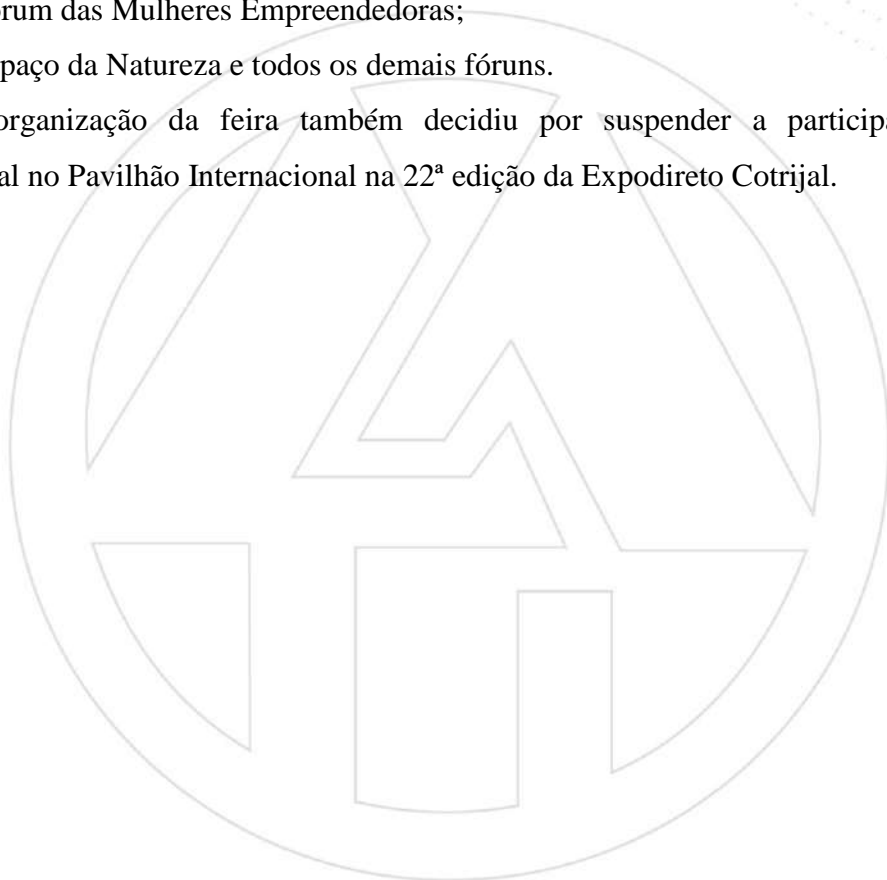 órum das Mulheres Empreendedoras;
paço da Natureza e todos os demais fóruns.
organização da feira também decidiu por suspender a particip
al no Pavilhão Internacional na 22ª edição da Expodireto Cotrijal.